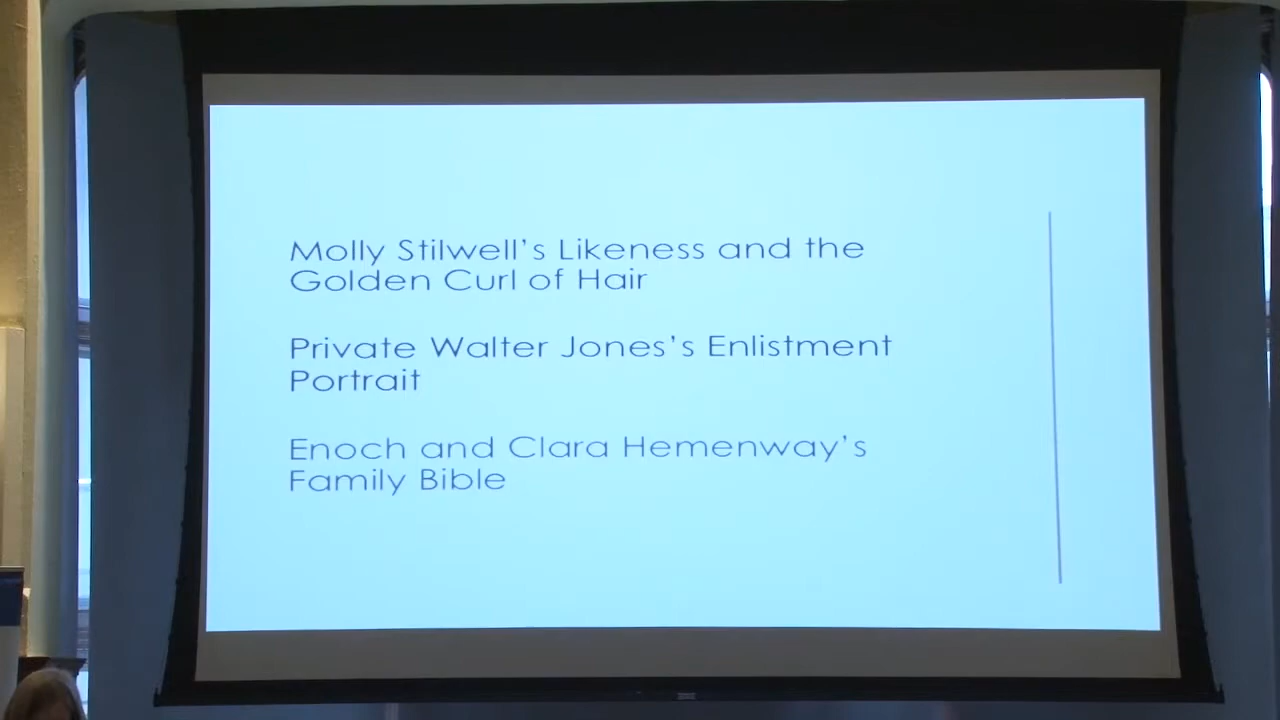 Molly Stilwell's Likeness and the
Golden Curl of Hair
Private Walter Jones's Enlistment
Portrait
Enoch and Clara Hemenway's
Family Bible